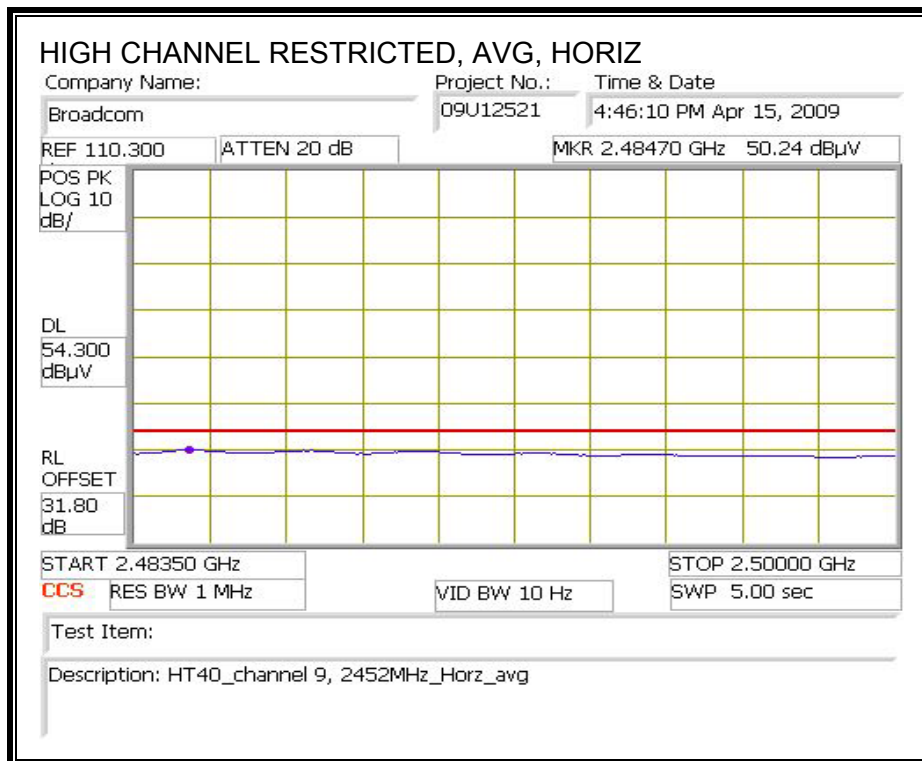 HIGH CHANNEL RESTRICTED, AVG, HORIZ
Company Name: Project No.: Time & Date
Broadcom 09U12521 4:46:10 PM Apr 15, 2009
REF 110.300 ATTEN 20 dB MKR 2.48470 GHz 50.24 dBµV
POS PK
LOG 10
dB/
DL
54.300
dBµV
RL
OFFSET
31.80
dB
START 2.48350 GHz STOP 2.50000 GHz
CCS RES BW 1 MHz VID BW 10 Hz SWP 5.00 sec
Test Item:
Description: HT40_channel 9, 2452MHz_Horz_avg